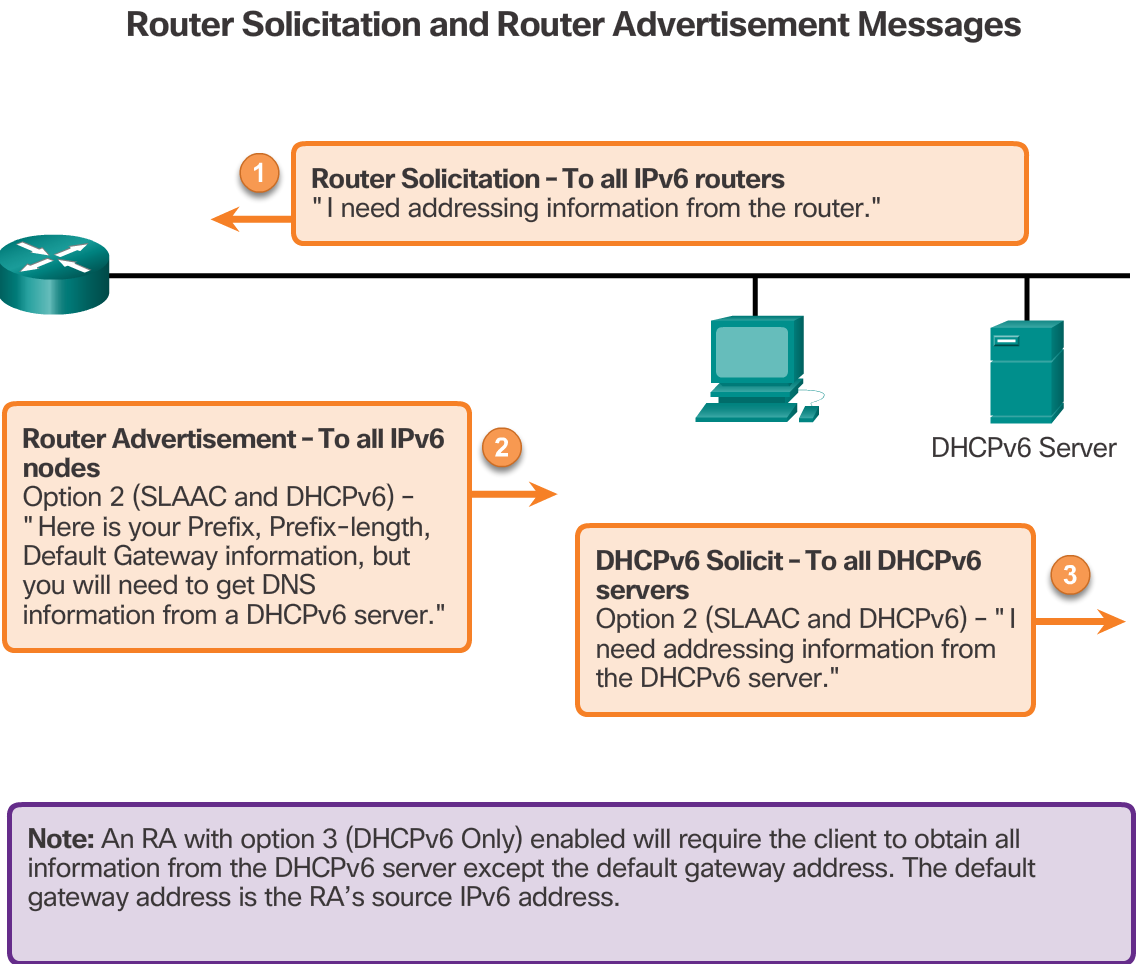 Router Solicitation and Router Advertisement Messages
1
Router Solicitation – To all IPv6 routers
"I need addressing information from the router."
Router Advertisement – To all IPv6
nodes
Option 2 (SLAAC and DHCPv6) –
"Here is your Prefix, Prefix-length,
Default Gateway information, but
you will need to get DNS
information from a DHCPv6 server."
2
DHCPv6 Server
DHCPv6 Solicit – To all DHCPv6
servers
Option 2 (SLAAC and DHCPv6) – "I
need addressing information from
the DHCPv6 server."
3
Note: An RA with option 3 (DHCPv6 Only) enabled will require the client to obtain all
information from the DHCPv6 server except the default gateway address. The default
gateway address is the RA’s source IPv6 address.